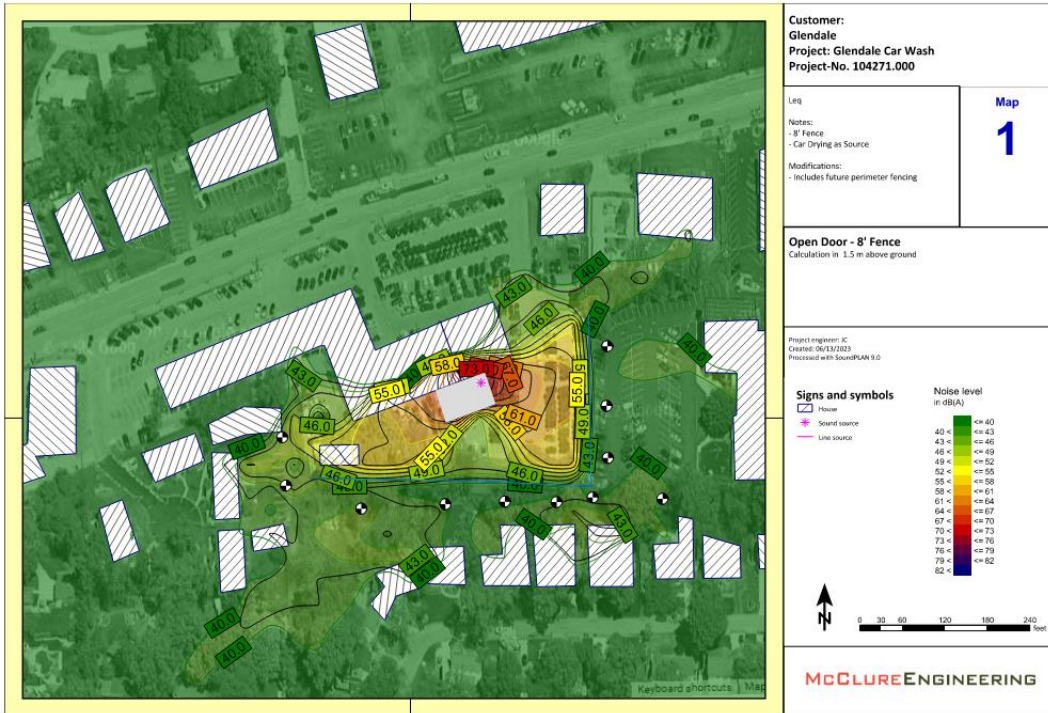 Customer:
Glendale
Project: Glendale Car Wash
Project-No. 104271.000
Leq
Notes:
- 8' Fence
- Car Drying as Source
Modifications:
- Includes future perimeter fencing
Map
1
Open Door - 8' Fence
Calculation in 1.5 m above ground
Project engineer: JC
Created: 06/13/2023
Processed with SoundPLAN 9.0
Signs and symbols
House
Sound source
Line source
Noise level
in dB(A)
<= 40
40 < <= 43
43 < <= 46
46 < <= 49
49 < <= 52
52 < <= 55
55 < <= 58
58 < <= 61
61 < <= 64
64 < <= 67
67 < <= 70
70 < <= 73
73 < <= 76
76 < <= 79
79 < <= 82
82 <
N
0 30 60 120 180 240
feet
McCLUREENGINEERING
40.0
43.0
46.0
40.0
40.0
43.0
58.0
73.0
55.0
55.0
46.0
61.0
49.0
55.0
40.0
43.0
46.0
49.0
46.0
40.0
40.0
40.0
43.0
43.0
40.0
40.0
40.0
Keyboard shortcuts
Map